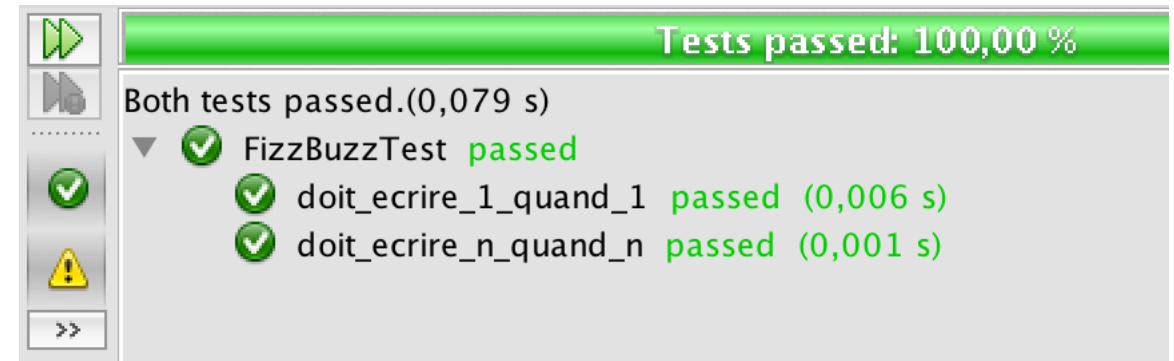 Tests passed: 100,00 %
Both tests passed.(0,079 s)
FizzBuzzTest passed
doit_ecrire_1_quand_1 passed (0,006 s)
doit_ecrire_n_quand_n passed (0,001 s)
>>